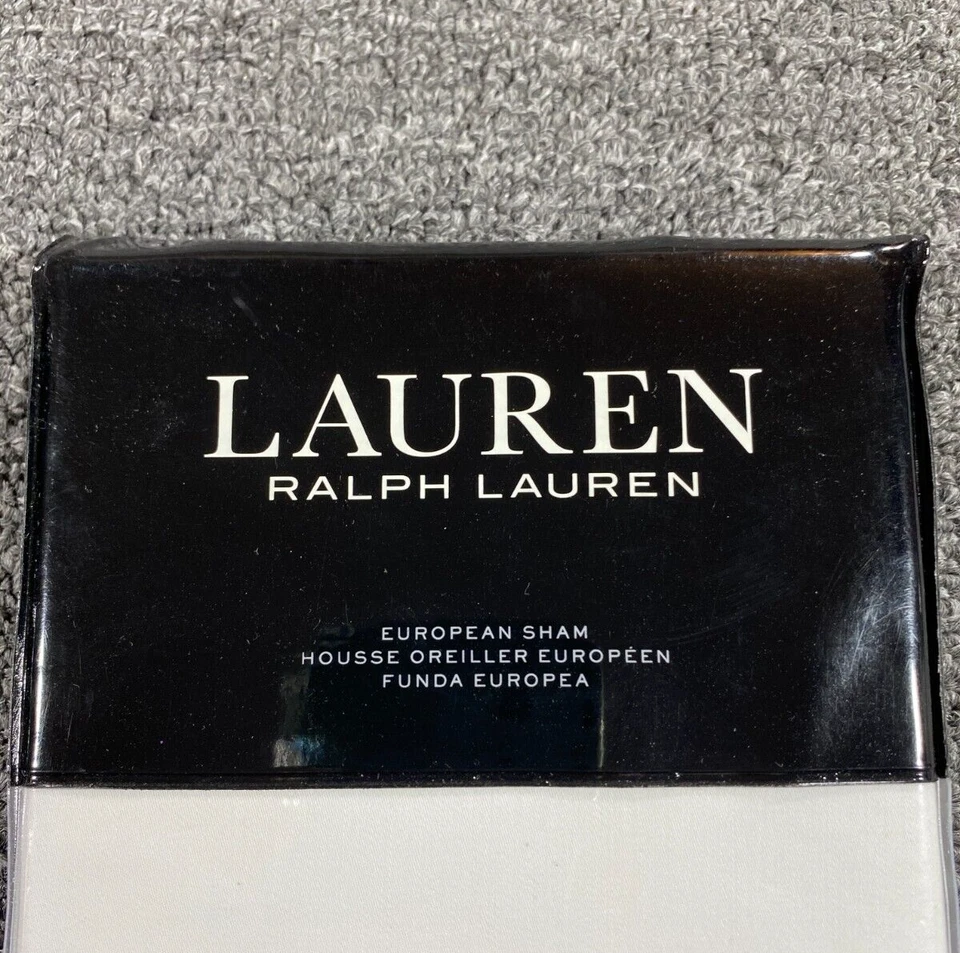 LAUREN
RALPH LAUREN
EUROPEAN SHAM
HOUSSE OREILLER EUROPÉEN
FUNDA EUROPEA